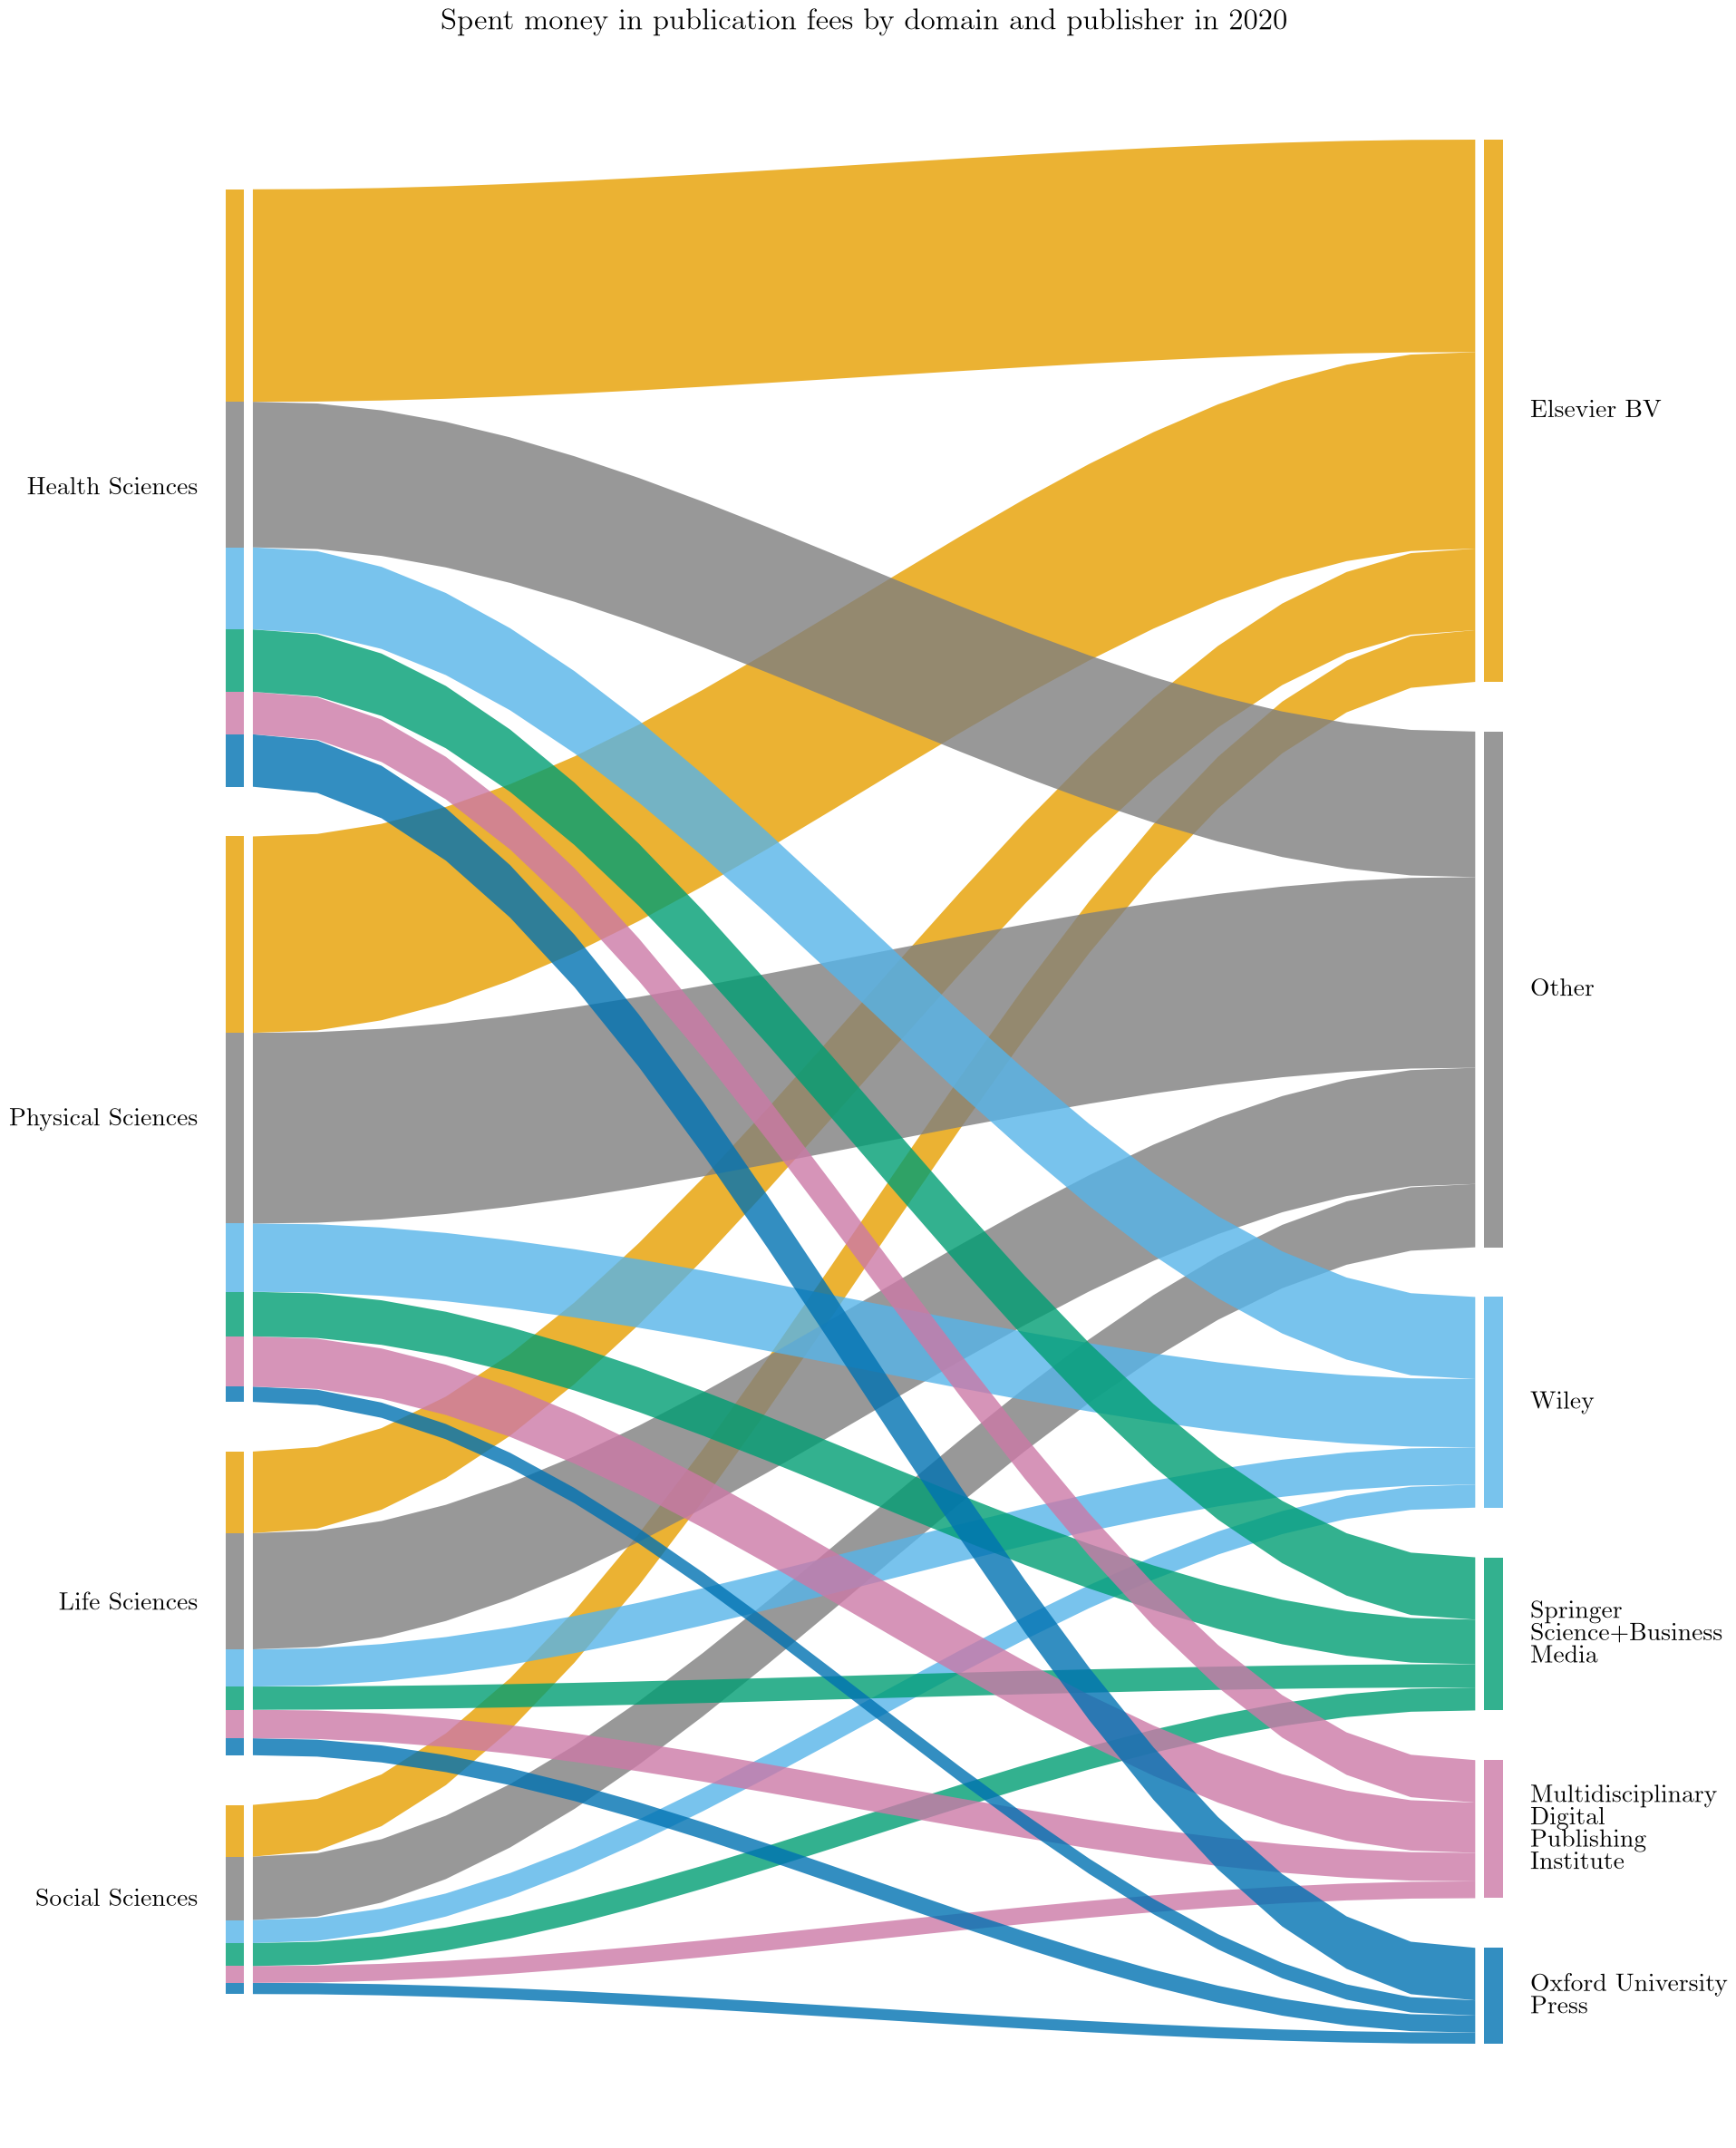 Spent money in publication fees by domain and publisher in 2020
Health Sciences
Physical Sciences
Life Sciences
Social Sciences
Elsevier BV
Other
Wiley
Springer
Science+Business
Media
Multidisciplinary
Digital
Publishing
Institute
Oxford University
Press